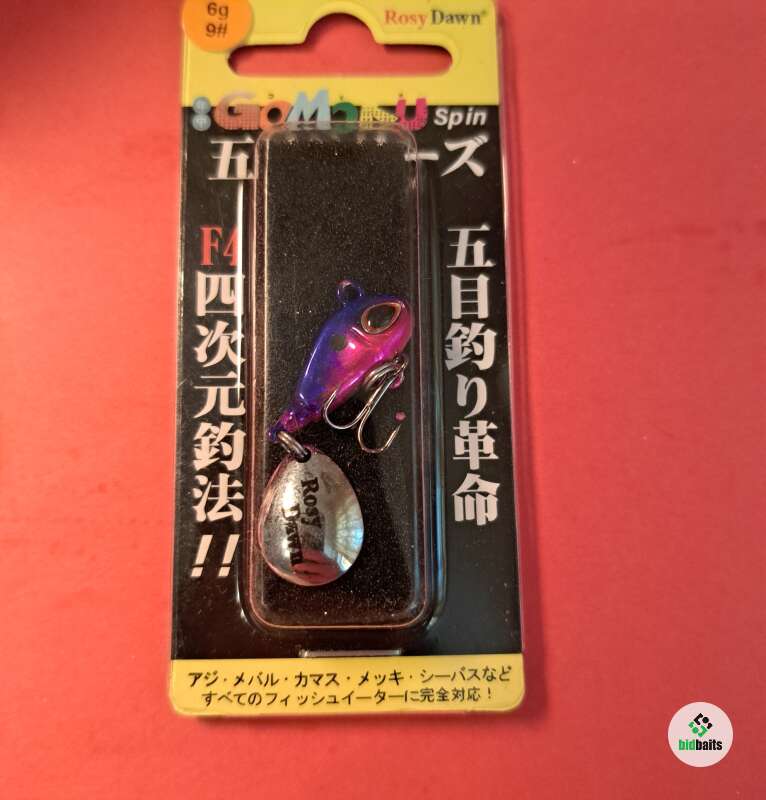 6g
9#
Rosy Dawn®
GoMoku Spin
五
ーズ
F4
四次元釣法!!
五目釣り革命
Rosy
Dawn
アジ・メバル・カマス・メッキ・シーバスなど
すべてのフィッシュイーターに完全対応!
bidbaits